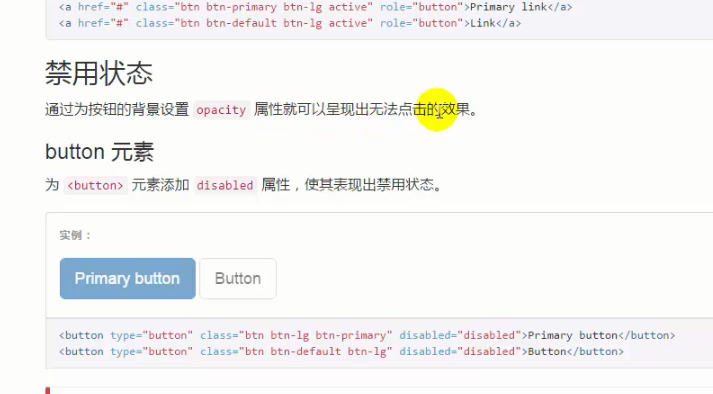 <a href="#" class="btn btn-primary btn-lg active" role="button">Primary link</a>
<a href="#" class="btn btn-default btn-lg active" role="button">Link</a>
禁用状态
通过为按钮的背景设置 opacity 属性就可以呈现出无法点击的效果。
button 元素
为 <button> 元素添加 disabled 属性，使其表现出禁用状态。
实例：
Primary button Button
<button type="button" class="btn btn-lg btn-primary" disabled="disabled">Primary button</button>
<button type="button" class="btn btn-default btn-lg" disabled="disabled">Button</button>